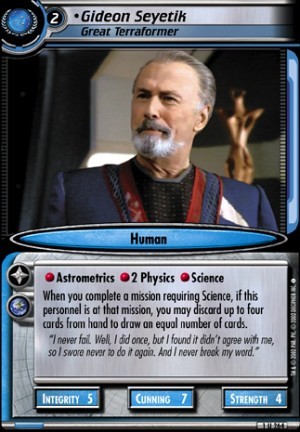 2 •Gideon Seyetik
Great Terraformer
Human
Astrometrics 2 Physics Science
When you complete a mission requiring Science, if this
personnel is at that mission, you may discard up to four
cards from hand to draw an equal number of cards.
"I never fail. Well, I did once, but I found it didn't agree with me,
so I swore never to do it again. And I never break my word."
INTEGRITY 5 CUNNING 7 STRENGTH 4
1 U 264